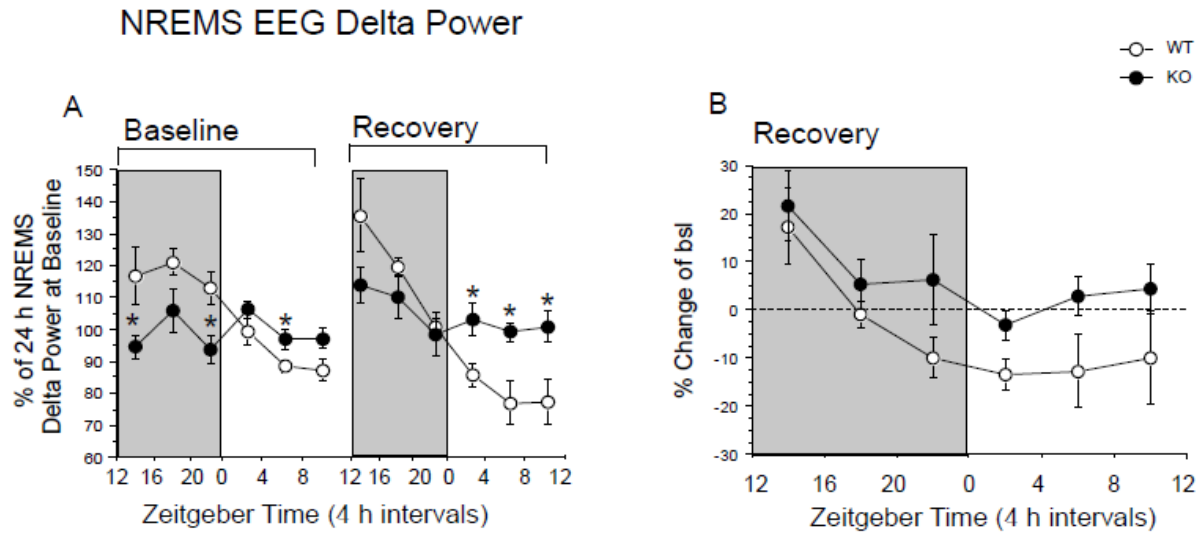 NREMS EEG Delta Power
WT
KO
A
Baseline
Recovery
% of 24 h NREMS
Delta Power at Baseline
150
140
130
120
110
100
90
80
70
60
* * *
* * *
12 16 20 0 4 8 12 16 20 0 4 8 12
Zeitgeber Time (4 h intervals)
B
Recovery
% Change of bsl
30
20
10
0
-10
-20
-30
12 16 20 0 4 8 12
Zeitgeber Time (4 h intervals)